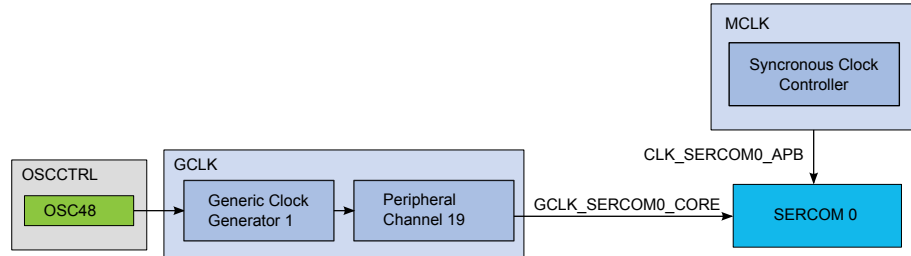 MCLK
Syncronous Clock
Controller
CLK_SERCOM0_APB
OSCCTRL
OSC48
GCLK
Generic Clock
Generator 1
Peripheral
Channel 19
GCLK_SERCOM0_CORE
SERCOM 0